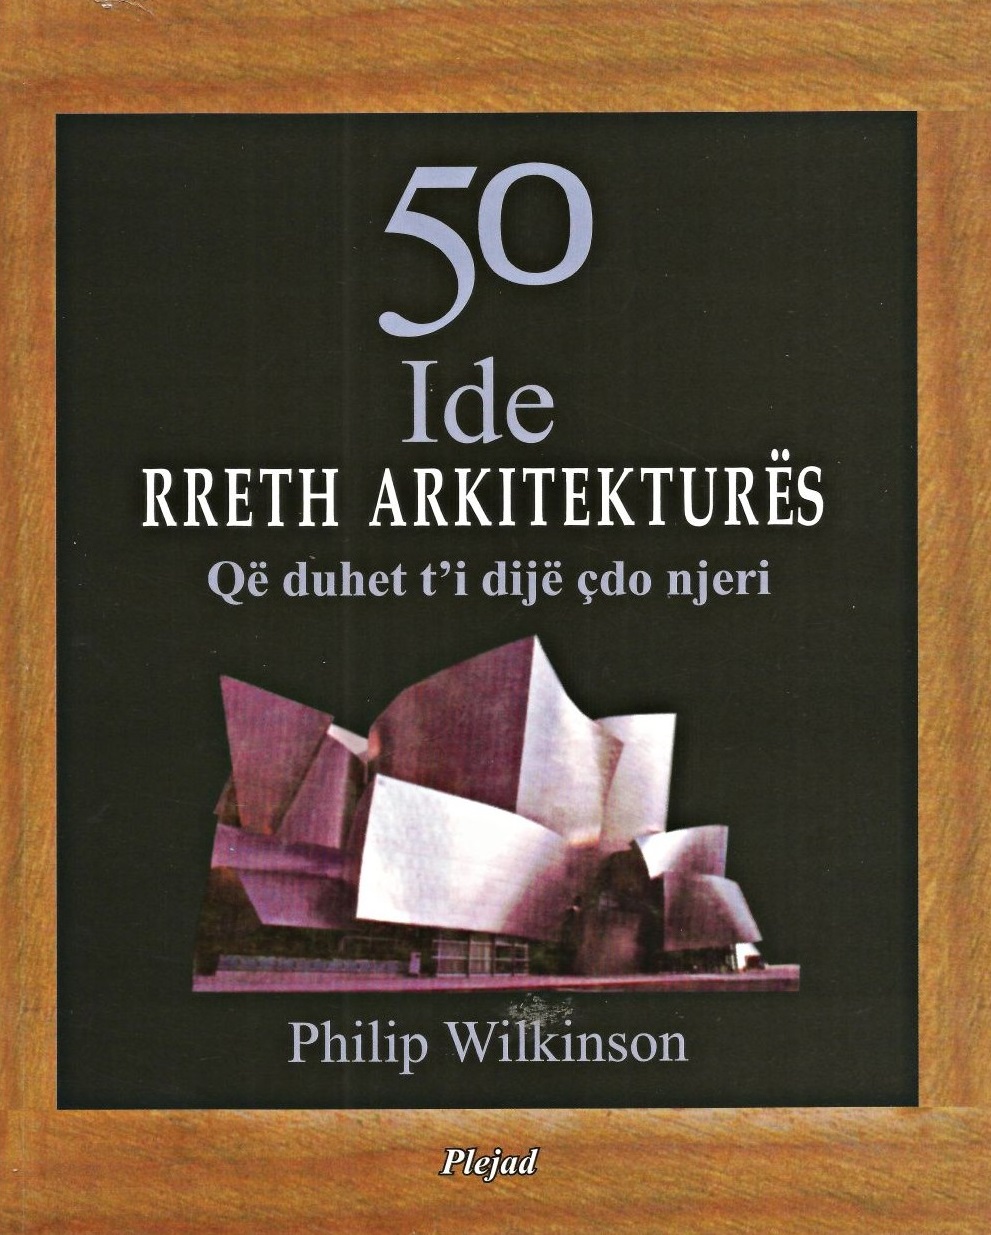 50
Ide
RRETH ARKITEKTURËS
Që duhet t’i dijë çdo njeri
Philip Wilkinson
Plejad